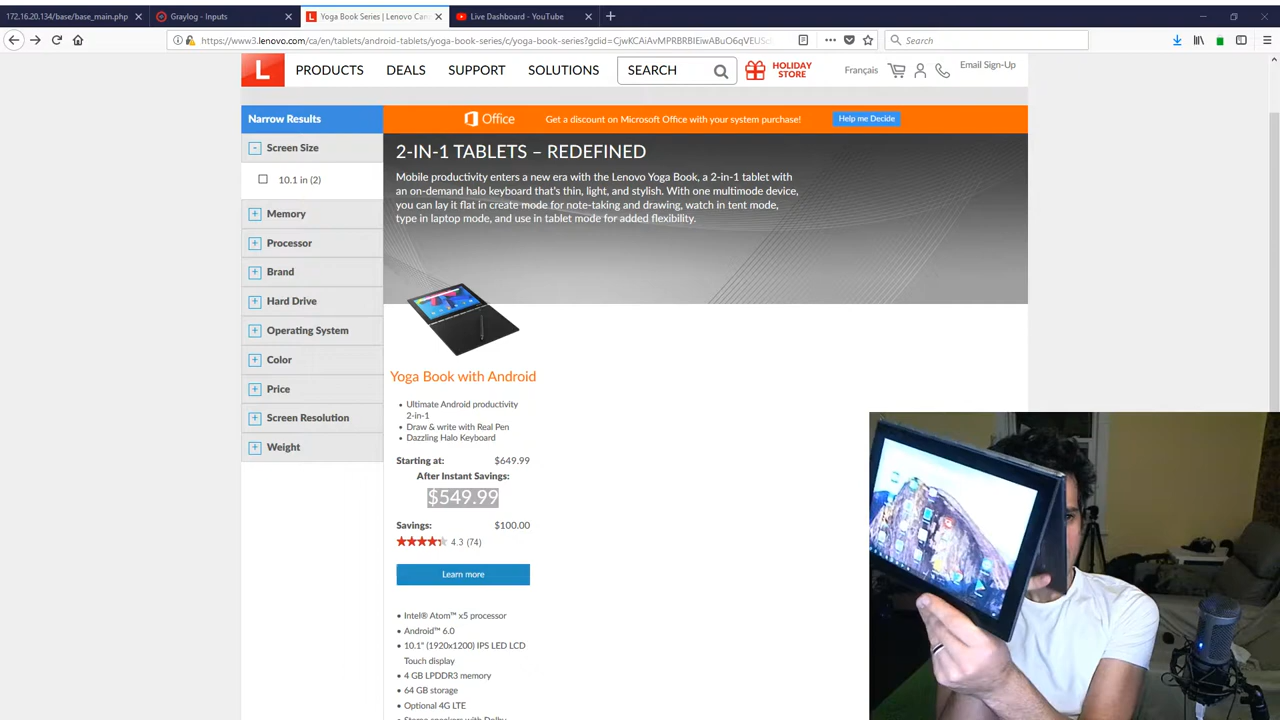 172.16.20.134/base/base_main.php
Graylog - Inputs
Yoga Book Series | Lenovo Can
Live Dashboard - YouTube
https://www3.lenovo.com/ca/en/tablets/android-tablets/yoga-book-series/c/yoga-book-series?gclid=CjwKCAiAvMPRBRBIEiwABuO6qVEUSc
Search
L PRODUCTS DEALS SUPPORT SOLUTIONS SEARCH HOLIDAY STORE Français Email Sign-Up
Narrow Results
Screen Size
10.1 in (2)
Memory
Processor
Brand
Hard Drive
Operating System
Color
Price
Screen Resolution
Weight
Office Get a discount on Microsoft Office with your system purchase! Help me Decide
2-IN-1 TABLETS – REDEFINED
Mobile productivity enters a new era with the Lenovo Yoga Book, a 2-in-1 tablet with
an on-demand halo keyboard that's thin, light, and stylish. With one multimode device,
you can lay it flat in create mode for note-taking and drawing, watch in tent mode,
type in laptop mode, and use in tablet mode for added flexibility.
Yoga Book with Android
• Ultimate Android productivity
2-in-1
• Draw & write with Real Pen
• Dazzling Halo Keyboard
Starting at: $649.99
After Instant Savings:
$549.99
Savings: $100.00
4.3 (74)
Learn more
• Intel® Atom™ x5 processor
• Android™ 6.0
• 10.1" (1920x1200) IPS LED LCD
Touch display
• 4 GB LPDDR3 memory
• 64 GB storage
• Optional 4G LTE
• Stereo speakers with Dolby